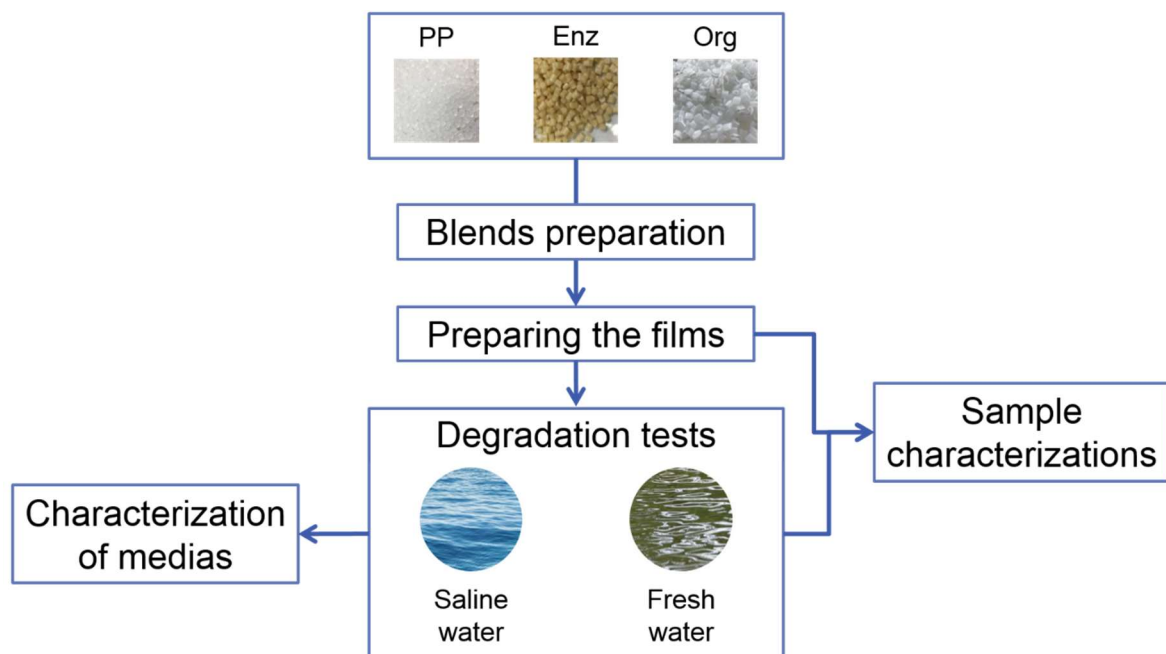 PP
Enz
Org
Blends preparation
Preparing the films
Degradation tests
Saline
water
Fresh
water
Sample
characterizations
Characterization
of medias